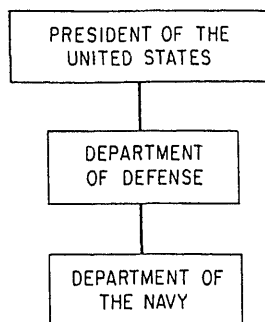 PRESIDENT OF THE
UNITED STATES
DEPARTMENT
OF DEFENSE
DEPARTMENT OF
THE NAVY